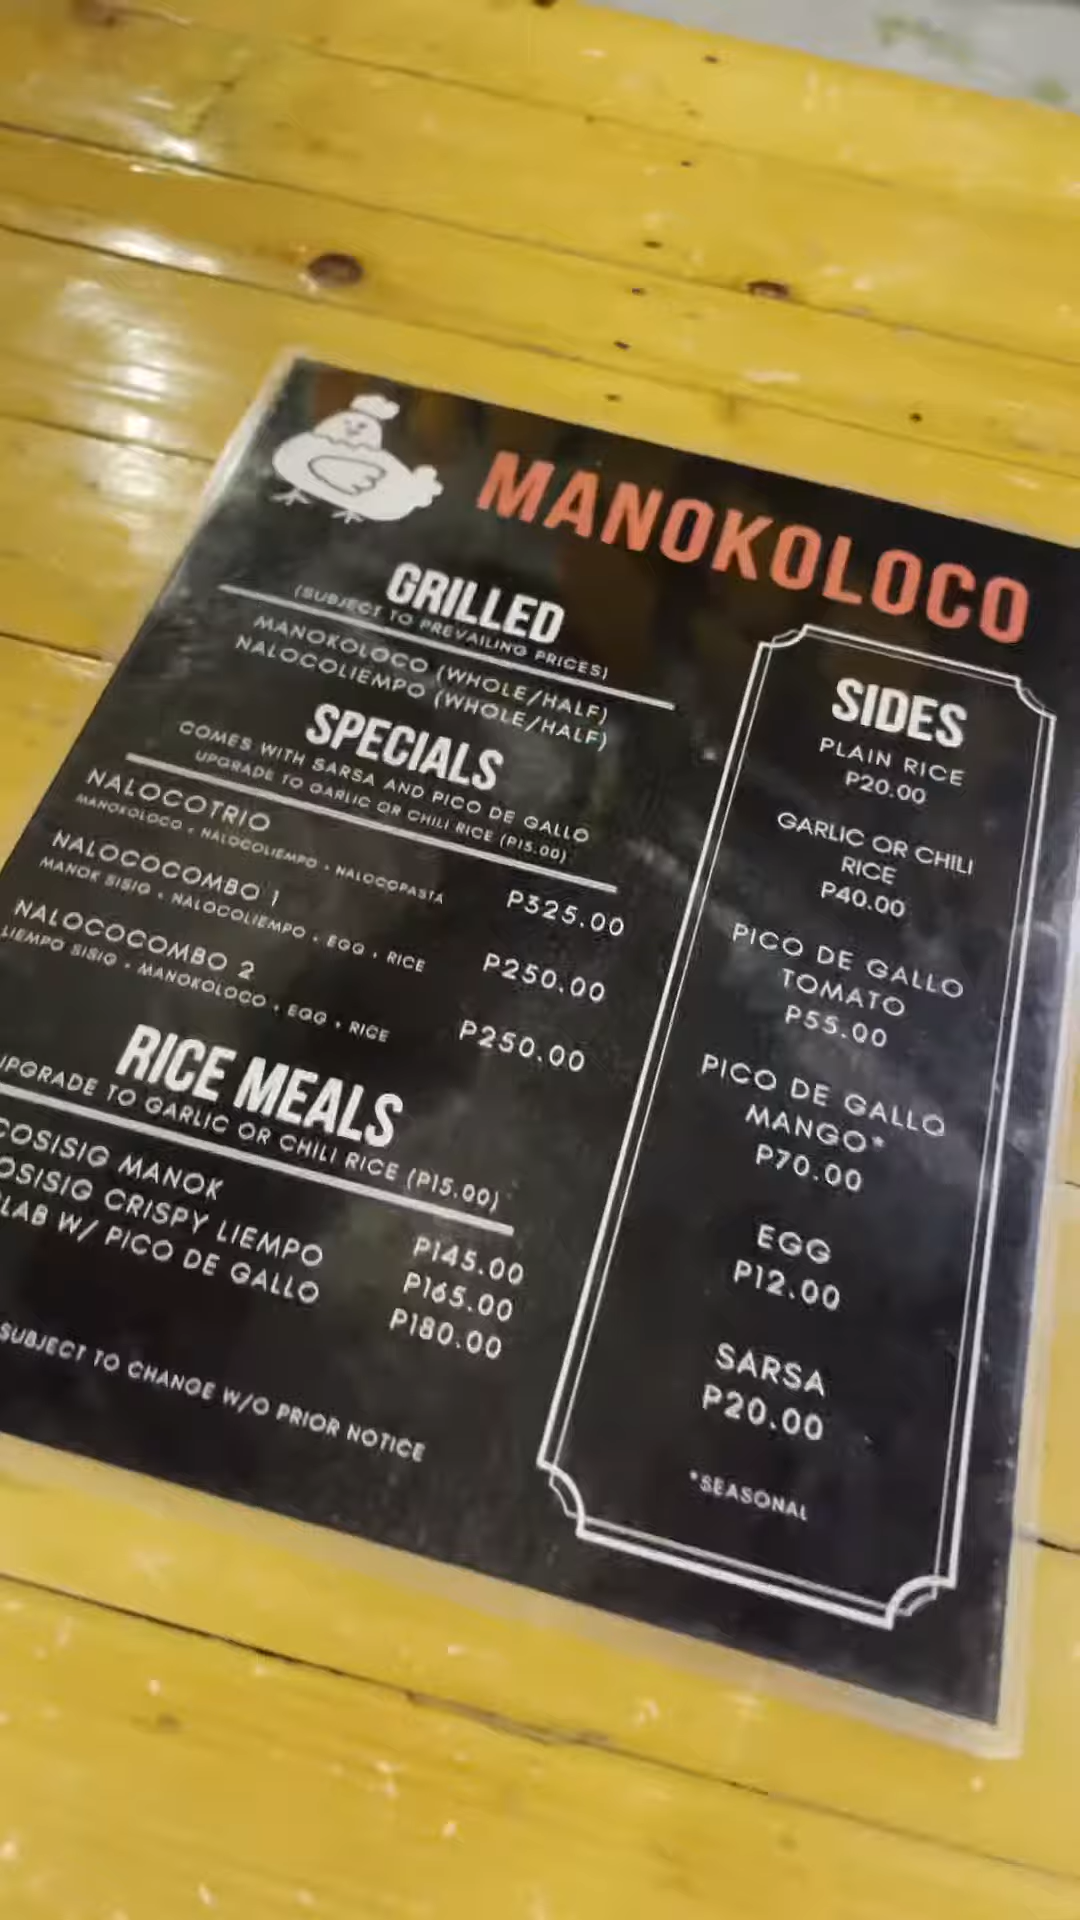 MANOKOLOCO
GRILLED
(SUBJECT TO PREVAILING PRICES)
MANOKOLOCO (WHOLE/HALF)
NALOCOLIEMPO (WHOLE/HALF)
SPECIALS
COMES WITH SARSA AND PICO DE GALLO
UPGRADE TO GARLIC OR CHILI RICE (P15.00)
NALOCOTRIO
MANOKOLOCO • NALOCOLIEMPO • NALOCOPASTA
P325.00
NALOCOCOMBO 1
MANOK SISIG • NALOCOLIEMPO • EGG • RICE
P250.00
NALOCOCOMBO 2
LIEMPO SISIG • MANOKOLOCO • EGG • RICE
P250.00
RICE MEALS
UPGRADE TO GARLIC OR CHILI RICE (P15.00)
COSISIG MANOK P145.00
OSISIG CRISPY LIEMPO P165.00
LAB W/ PICO DE GALLO P180.00
SUBJECT TO CHANGE W/O PRIOR NOTICE
SIDES
PLAIN RICE
P20.00
GARLIC OR CHILI
RICE
P40.00
PICO DE GALLO
TOMATO
P55.00
PICO DE GALLO
MANGO*
P70.00
EGG
P12.00
SARSA
P20.00
*SEASONAL